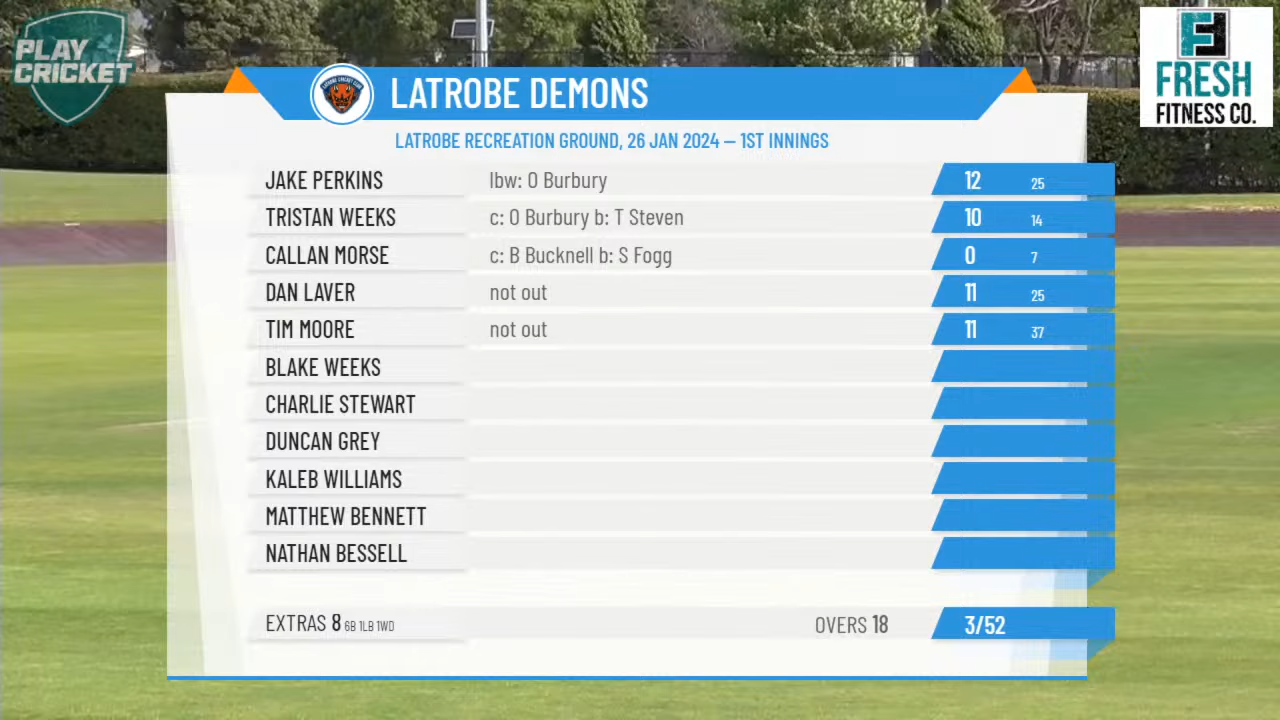 PLAY CRICKET
FRESH
FITNESS CO.
LATROBE DEMONS
LATROBE RECREATION GROUND, 26 JAN 2024 – 1ST INNINGS
JAKE PERKINS lbw: O Burbury 12 25
TRISTAN WEEKS c: O Burbury b: T Steven 10 14
CALLAN MORSE c: B Bucknell b: S Fogg 0 7
DAN LAVER not out 11 25
TIM MOORE not out 11 37
BLAKE WEEKS
CHARLIE STEWART
DUNCAN GREY
KALEB WILLIAMS
MATTHEW BENNETT
NATHAN BESSELL
EXTRAS 8 6B 1LB 1WD OVERS 18 3/52